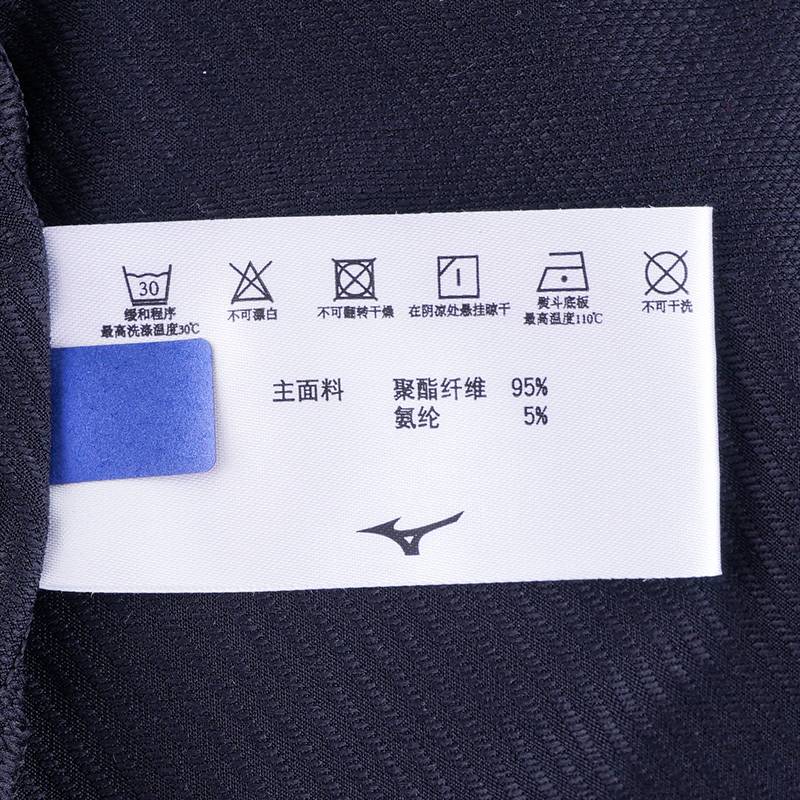 30
缓和程序
最高洗涤温度30℃
不可漂白
不可翻转干燥
在阴凉处悬挂晾干
熨斗底板
最高温度110℃
不可干洗
主面料 聚酯纤维 95%
氨纶 5%